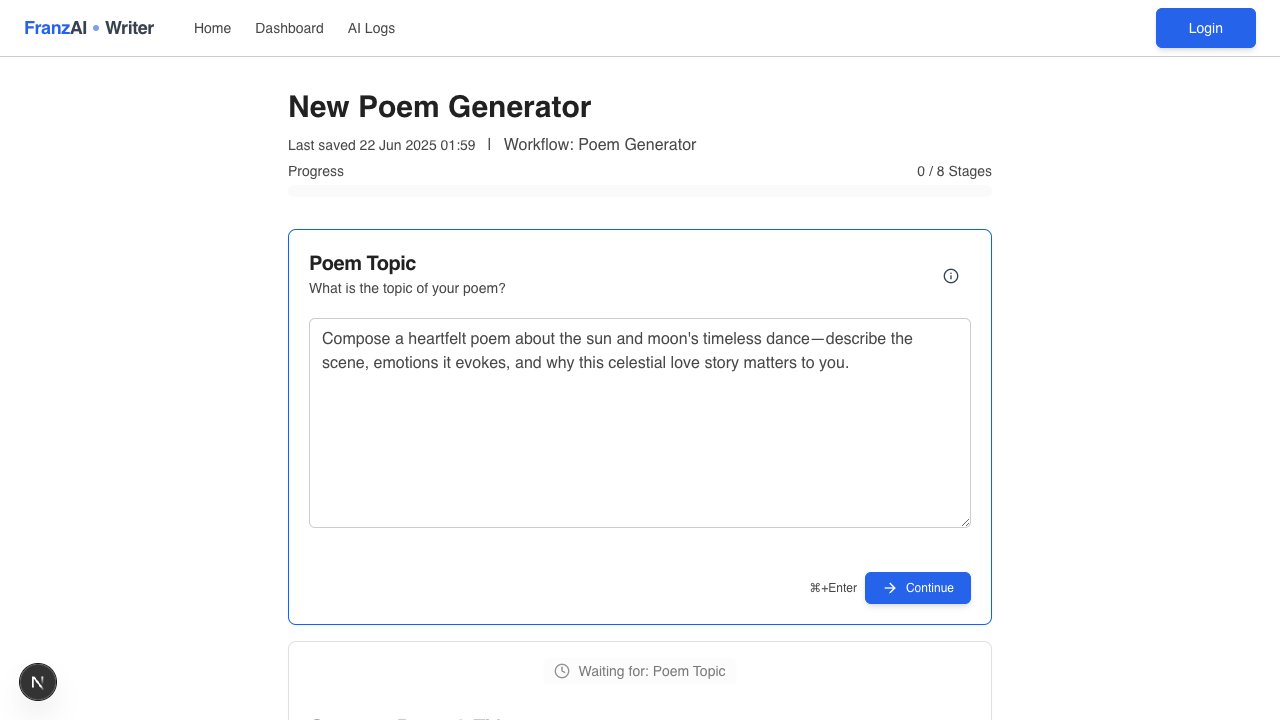 FranzAI • Writer
Home
Dashboard
AI Logs
Login
New Poem Generator
Last saved 22 Jun 2025 01:59 | Workflow: Poem Generator
Progress
0 / 8 Stages
Poem Topic
What is the topic of your poem?
Compose a heartfelt poem about the sun and moon's timeless dance—describe the
scene, emotions it evokes, and why this celestial love story matters to you.
⌘+Enter
Continue
Waiting for: Poem Topic
N